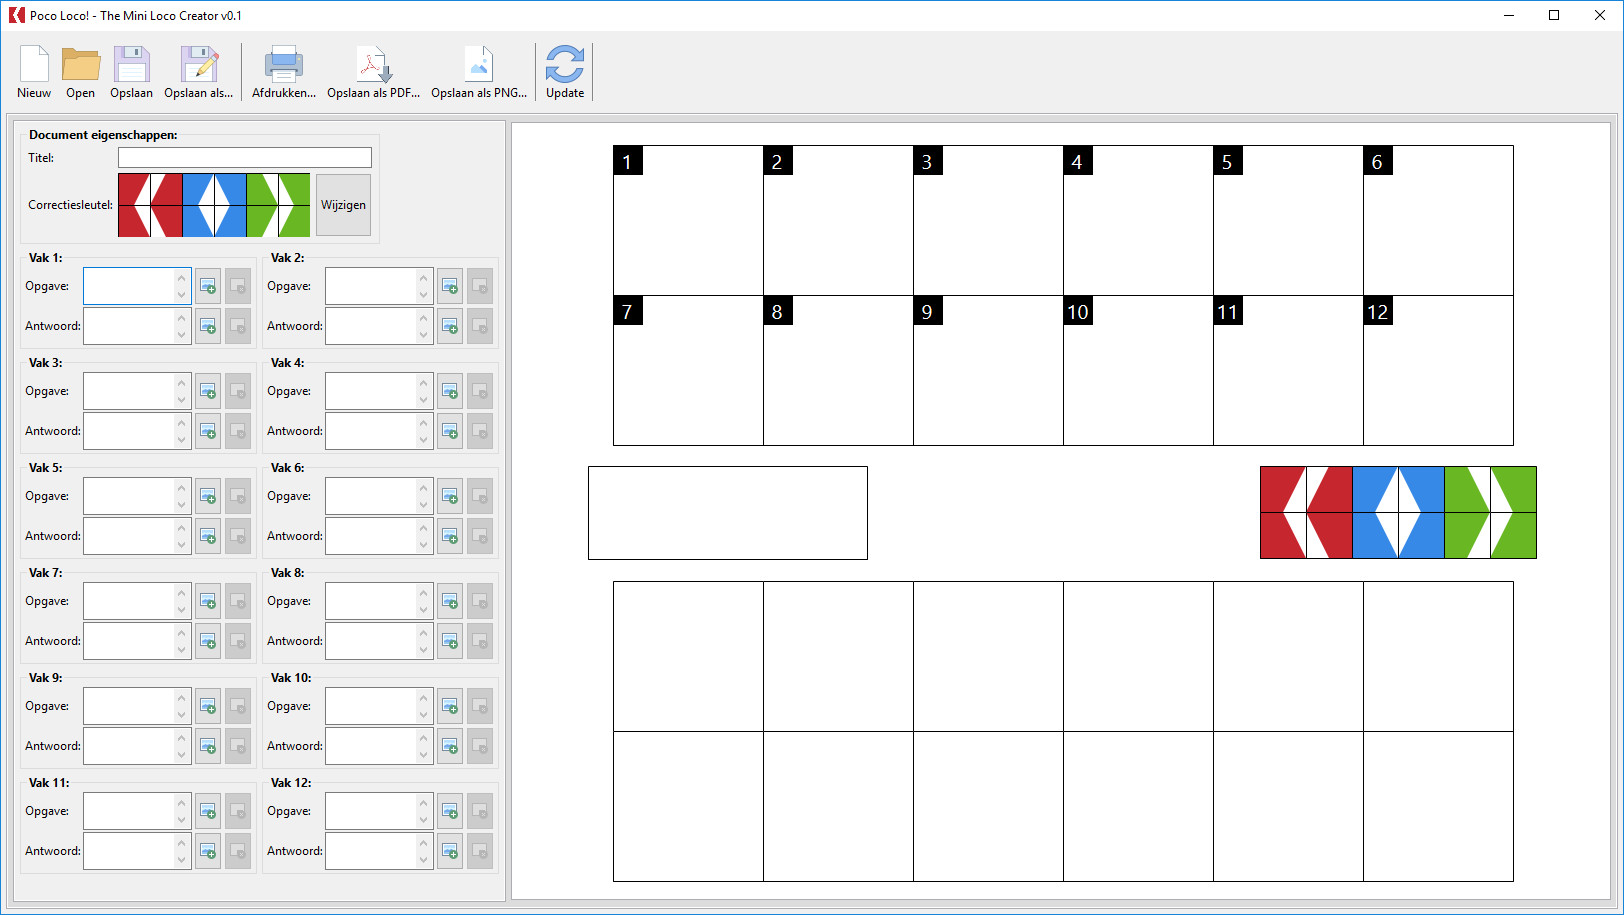 Poco Loco! - The Mini Loco Creator v0.1
Nieuw Open Opslaan Opslaan als... Afdrukken... Opslaan als PDF... Opslaan als PNG... Update
Document eigenschappen:
Titel:
Correctiesleutel: Wijzigen
Vak 1: Vak 2:
Opgave: Opgave:
Antwoord: Antwoord:
Vak 3: Vak 4:
Opgave: Opgave:
Antwoord: Antwoord:
Vak 5: Vak 6:
Opgave: Opgave:
Antwoord: Antwoord:
Vak 7: Vak 8:
Opgave: Opgave:
Antwoord: Antwoord:
Vak 9: Vak 10:
Opgave: Opgave:
Antwoord: Antwoord:
Vak 11: Vak 12:
Opgave: Opgave:
Antwoord: Antwoord:
1 2 3 4 5 6
7 8 9 10 11 12